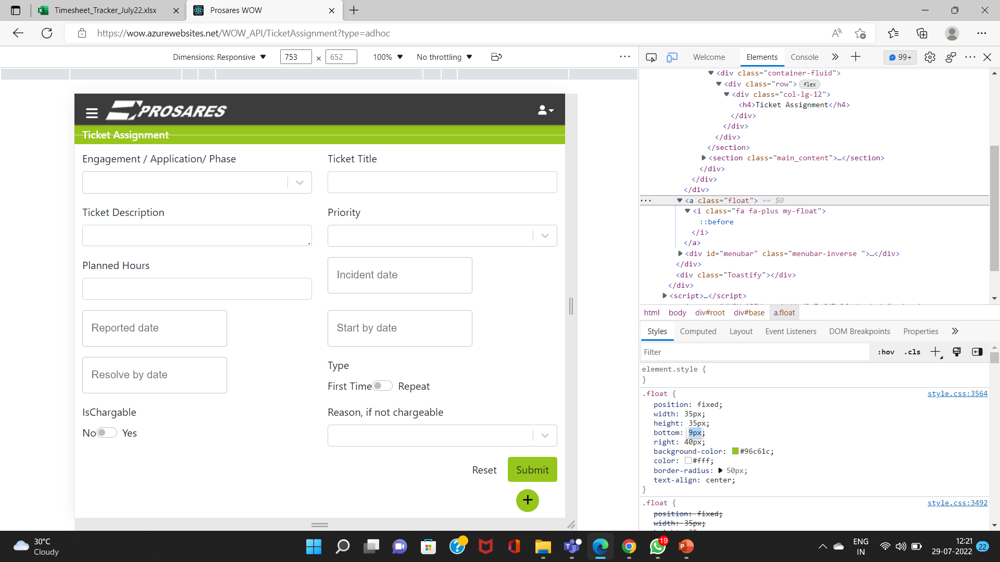 Timesheet_Tracker_July22.xlsx
Prosares WOW
https://wow.azurewebsites.net/WOW_API/TicketAssignment?type=adhoc
Dimensions: Responsive
753 × 652
100%
No throttling
Welcome
Elements
Console
99+
PROSARES
Ticket Assignment
Engagement / Application/ Phase
Ticket Title
Ticket Description
Priority
Planned Hours
Incident date
Reported date
Start by date
Resolve by date
Type
First Time Repeat
IsChargable
No Yes
Reason, if not chargeable
Reset
Submit
+
<div class="container-fluid">
<div class="row"> flex
<div class="col-lg-12">
<h4>Ticket Assignment</h4>
</div>
</div>
</div>
</section>
<section class="main_content">…</section>
</div>
</div>
</div>
<a class="float"> == $0
<i class="fa fa-plus my-float">
::before
</i>
</a>
<div id="menubar" class="menubar-inverse ">…</div>
</div>
<div class="Toastify"></div>
</div>
<script>…</script>
html body div#root div#base a.float
Styles Computed Layout Event Listeners DOM Breakpoints Properties
Filter
:hov .cls
element.style {
}
.float { style.css:3564
position: fixed;
width: 35px;
height: 35px;
bottom: 9px;
right: 40px;
background-color: #96c61c;
color: #fff;
border-radius: 50px;
text-align: center;
}
.float { style.css:3492
position: fixed;
width: 35px;
30°C
Cloudy
19
ENG
IN
12:21
29-07-2022
22